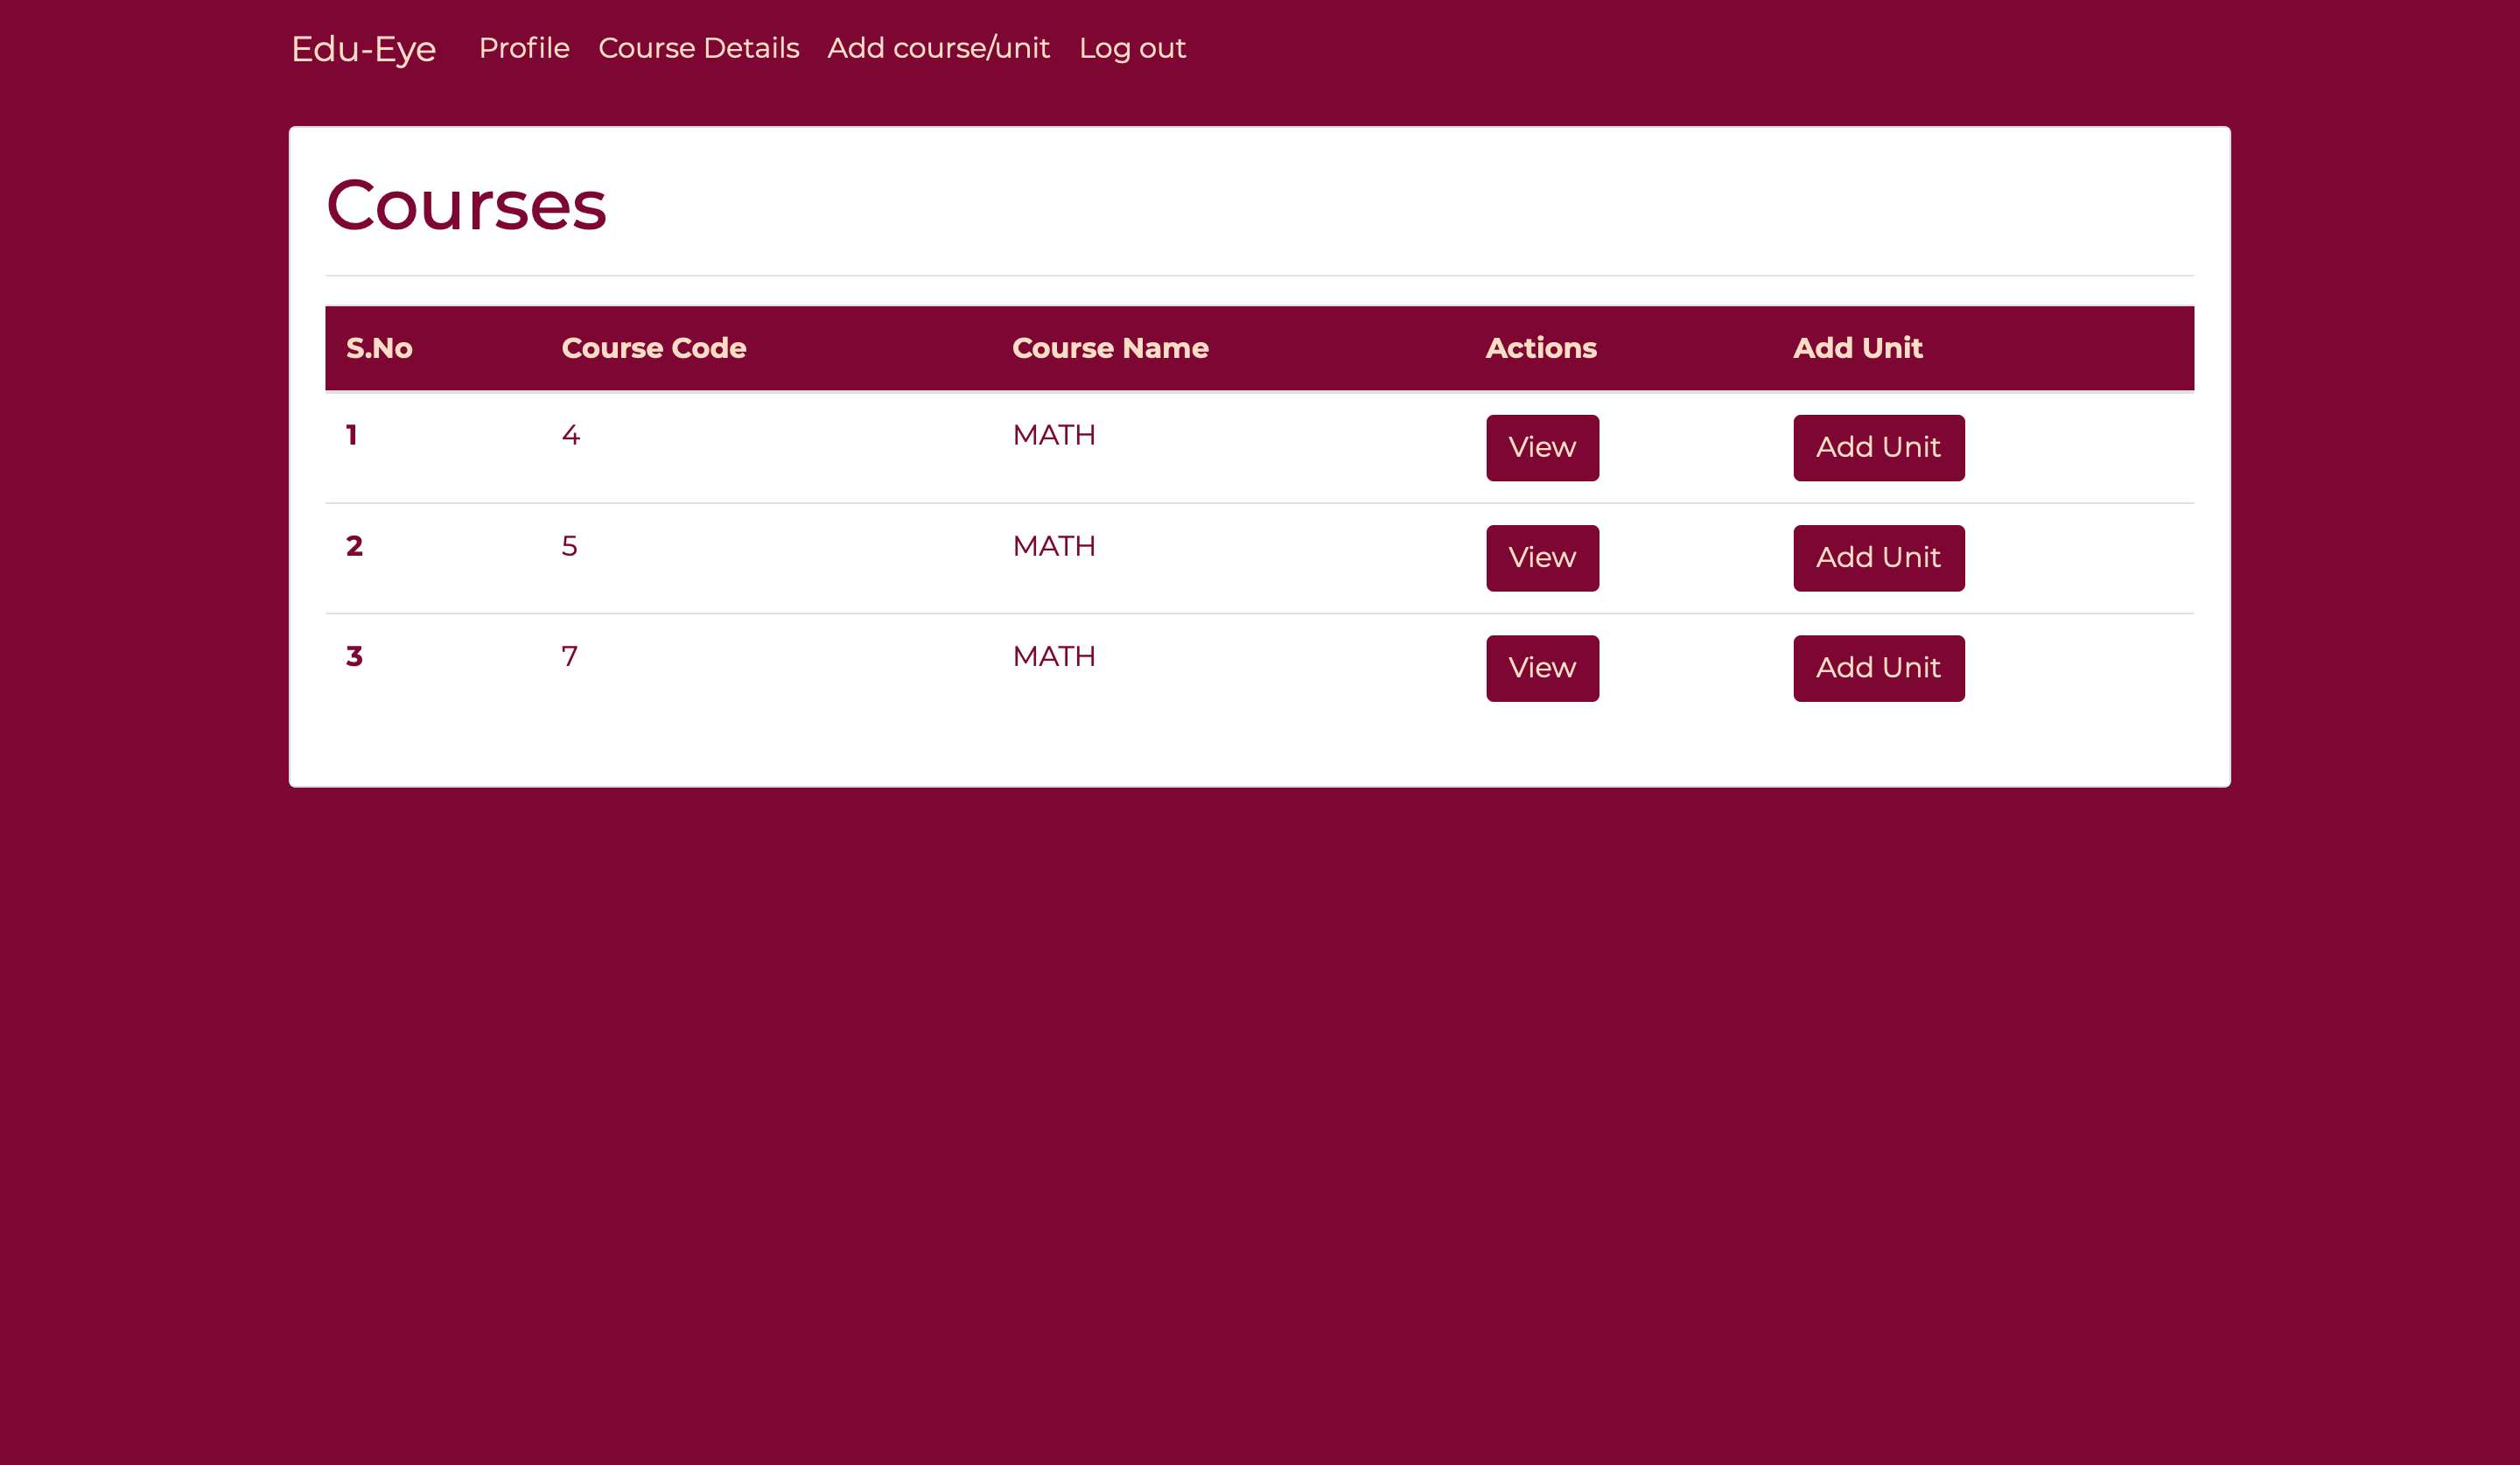 Edu-Eye Profile Course Details Add course/unit Log out
Courses
S.No Course Code Course Name Actions Add Unit
1 4 MATH View Add Unit
2 5 MATH View Add Unit
3 7 MATH View Add Unit